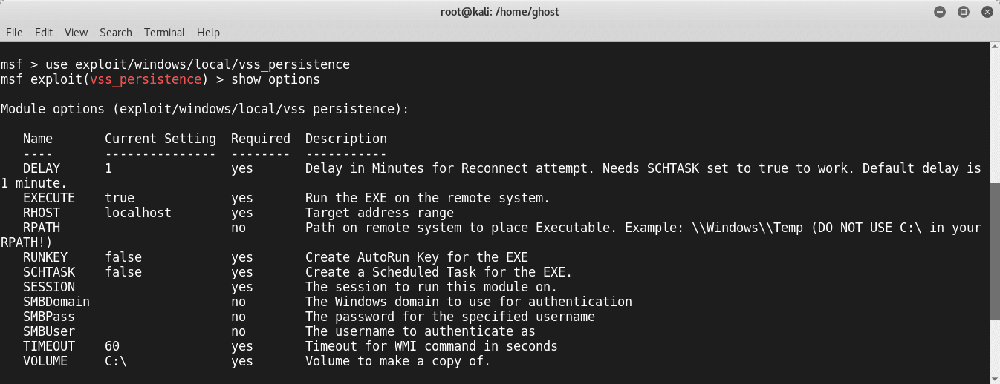 root@kali: /home/ghost
File Edit View Search Terminal Help
msf > use exploit/windows/local/vss_persistence
msf exploit(vss_persistence) > show options
Module options (exploit/windows/local/vss_persistence):
   Name       Current Setting  Required  Description
   ----       ---------------  --------  -----------
   DELAY      1                yes       Delay in Minutes for Reconnect attempt. Needs SCHTASK set to true to work. Default delay is
1 minute.
   EXECUTE    true             yes       Run the EXE on the remote system.
   RHOST      localhost        yes       Target address range
   RPATH                       no        Path on remote system to place Executable. Example: \\Windows\\Temp (DO NOT USE C:\ in your
RPATH!)
   RUNKEY     false            yes       Create AutoRun Key for the EXE
   SCHTASK    false            yes       Create a Scheduled Task for the EXE.
   SESSION                     yes       The session to run this module on.
   SMBDomain                   no        The Windows domain to use for authentication
   SMBPass                     no        The password for the specified username
   SMBUser                     no        The username to authenticate as
   TIMEOUT    60               yes       Timeout for WMI command in seconds
   VOLUME     C:\              yes       Volume to make a copy of.